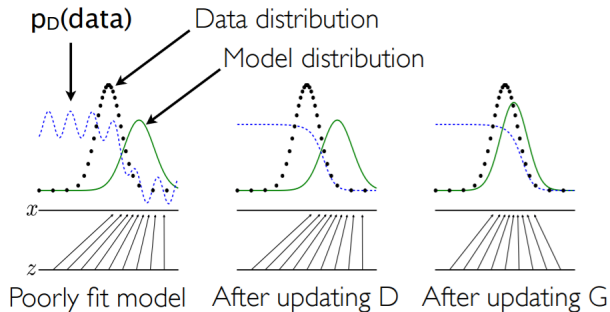 pD(data)
Data distribution
Model distribution
x
z
Poorly fit model
After updating D
After updating G